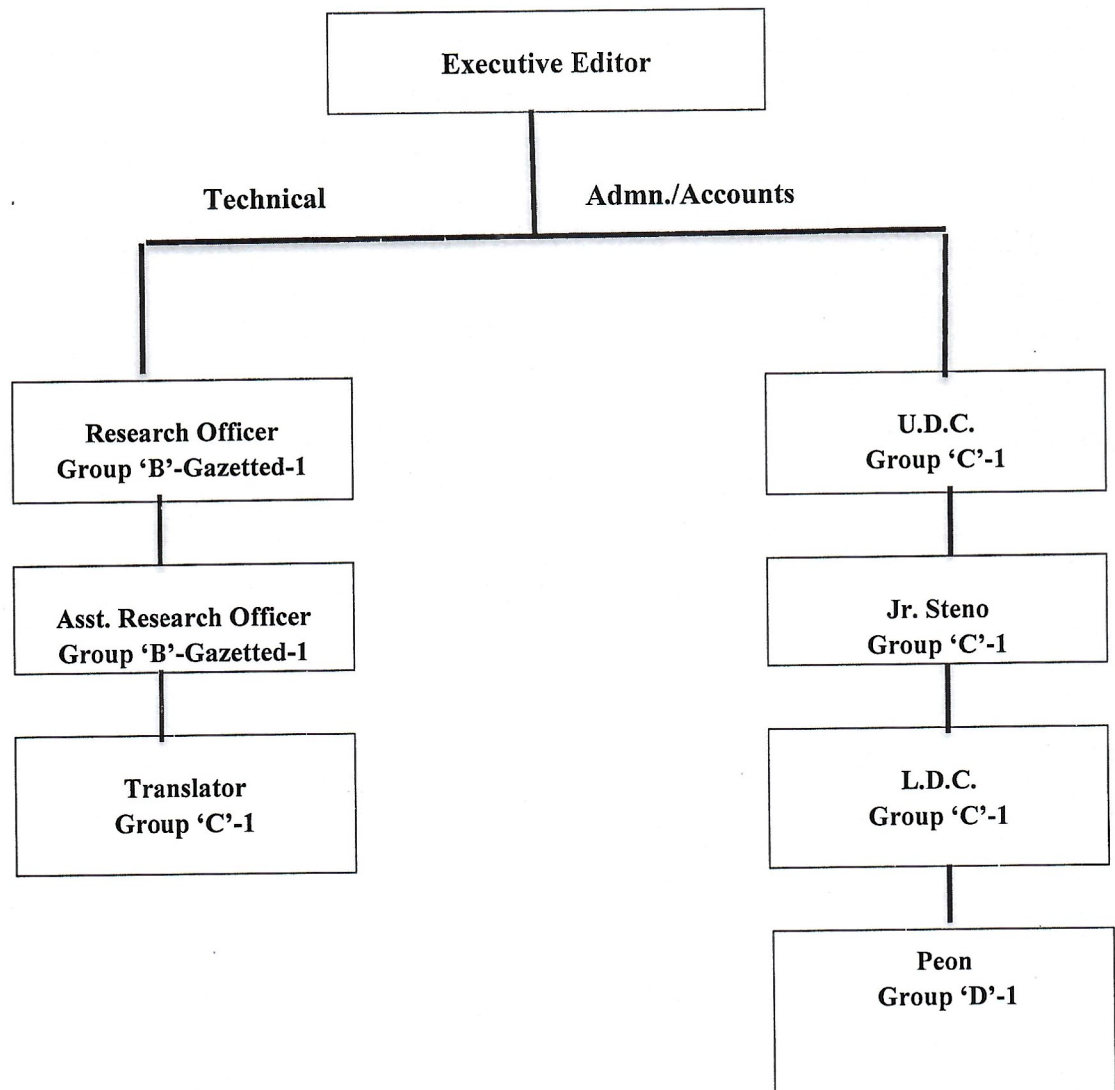 Executive Editor
Technical
Admn./Accounts
Research Officer
Group ‘B’-Gazetted-1
Asst. Research Officer
Group ‘B’-Gazetted-1
Translator
Group ‘C’-1
U.D.C.
Group ‘C’-1
Jr. Steno
Group ‘C’-1
L.D.C.
Group ‘C’-1
Peon
Group ‘D’-1